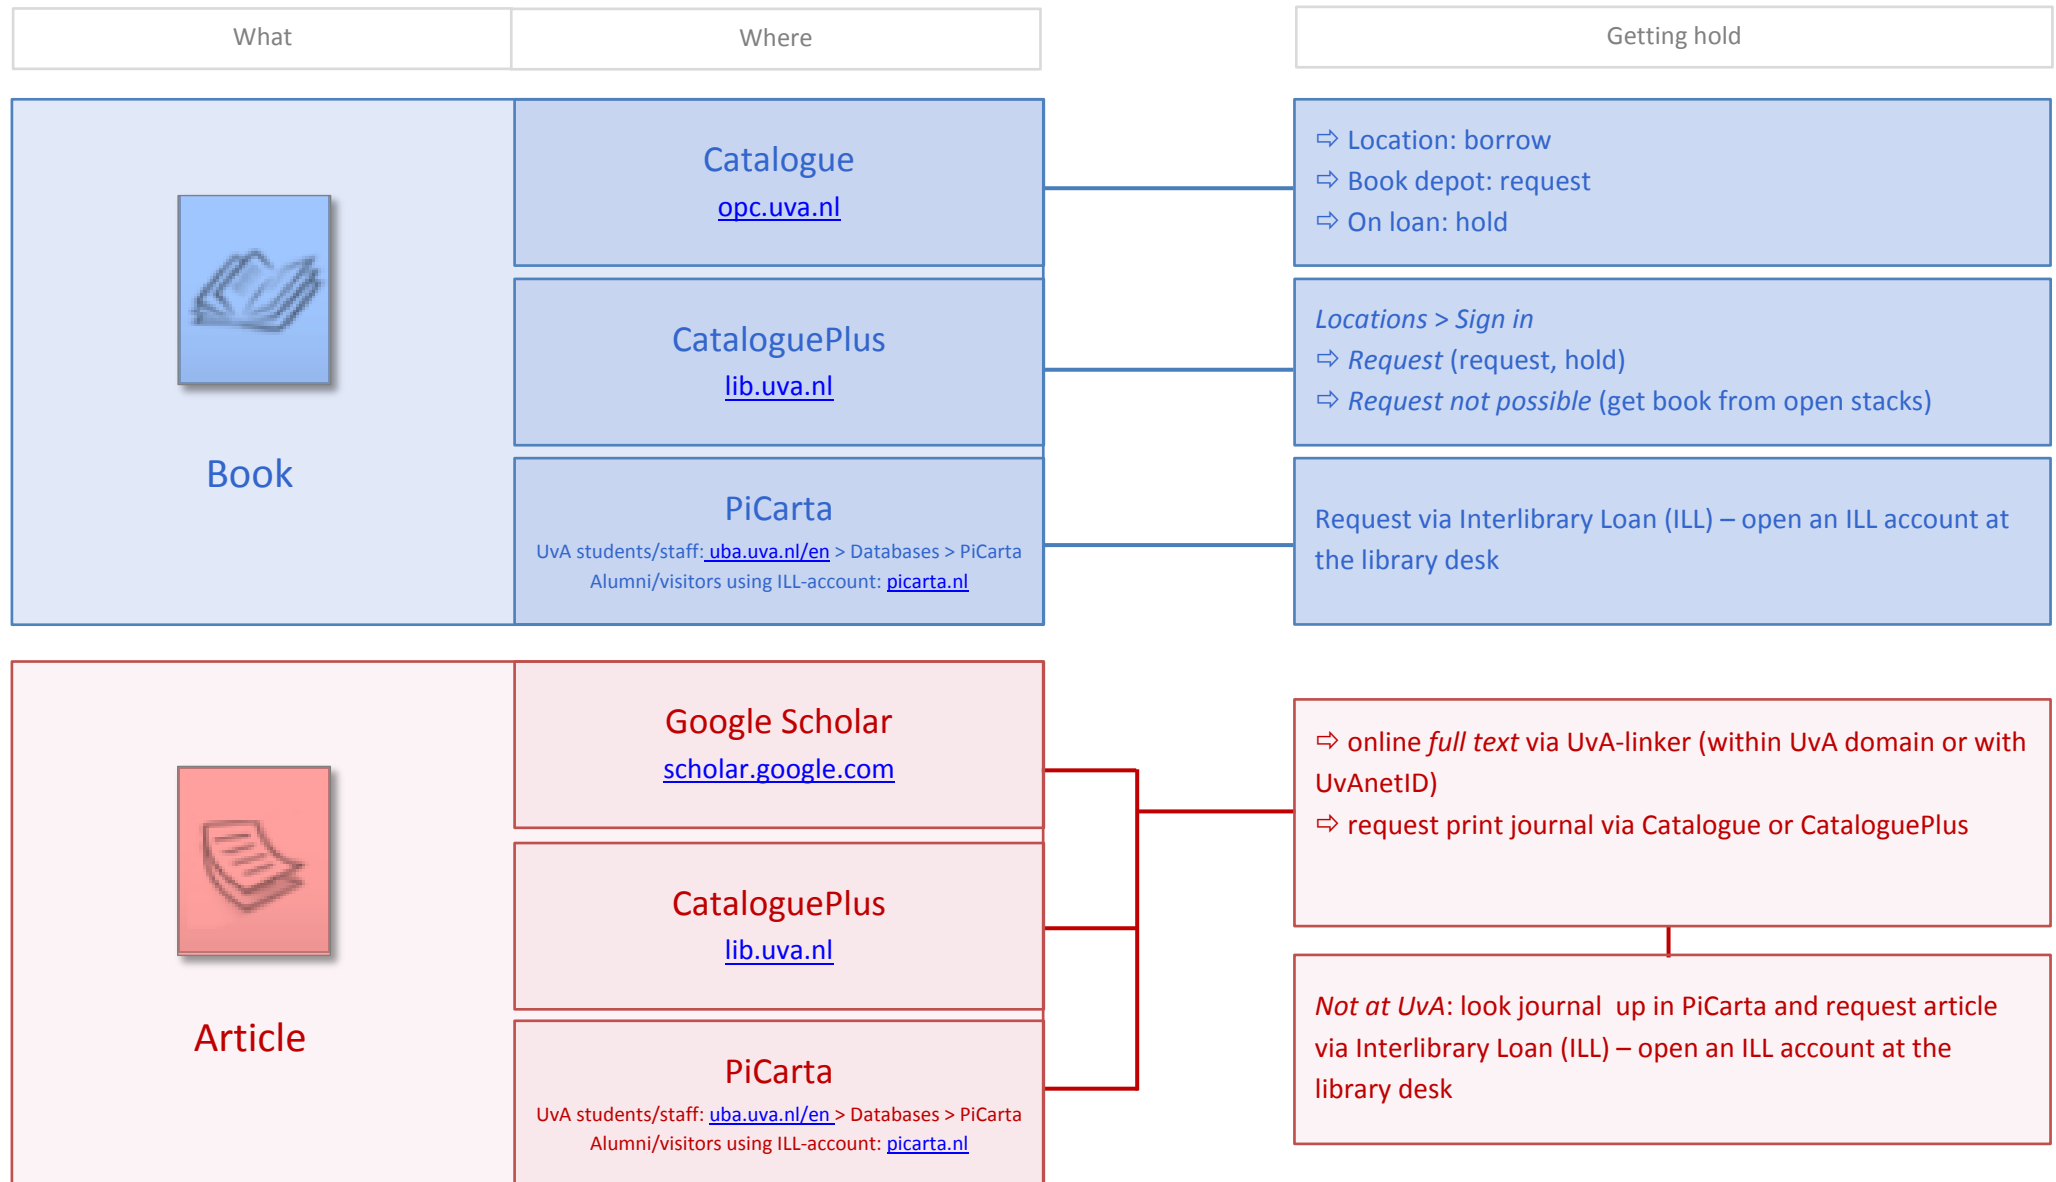 What
Where
Getting hold
Book
Catalogue
opc.uva.nl
⇨ Location: borrow
⇨ Book depot: request
⇨ On loan: hold
CataloguePlus
lib.uva.nl
Locations > Sign in
⇨ Request (request, hold)
⇨ Request not possible (get book from open stacks)
PiCarta
UvA students/staff: uba.uva.nl/en > Databases > PiCarta
Alumni/visitors using ILL-account: picarta.nl
Request via Interlibrary Loan (ILL) – open an ILL account at
the library desk
Article
Google Scholar
scholar.google.com
CataloguePlus
lib.uva.nl
PiCarta
UvA students/staff: uba.uva.nl/en > Databases > PiCarta
Alumni/visitors using ILL-account: picarta.nl
⇨ online full text via UvA-linker (within UvA domain or with
UvAnetID)
⇨ request print journal via Catalogue or CataloguePlus
Not at UvA: look journal  up in PiCarta and request article
via Interlibrary Loan (ILL) – open an ILL account at the
library desk